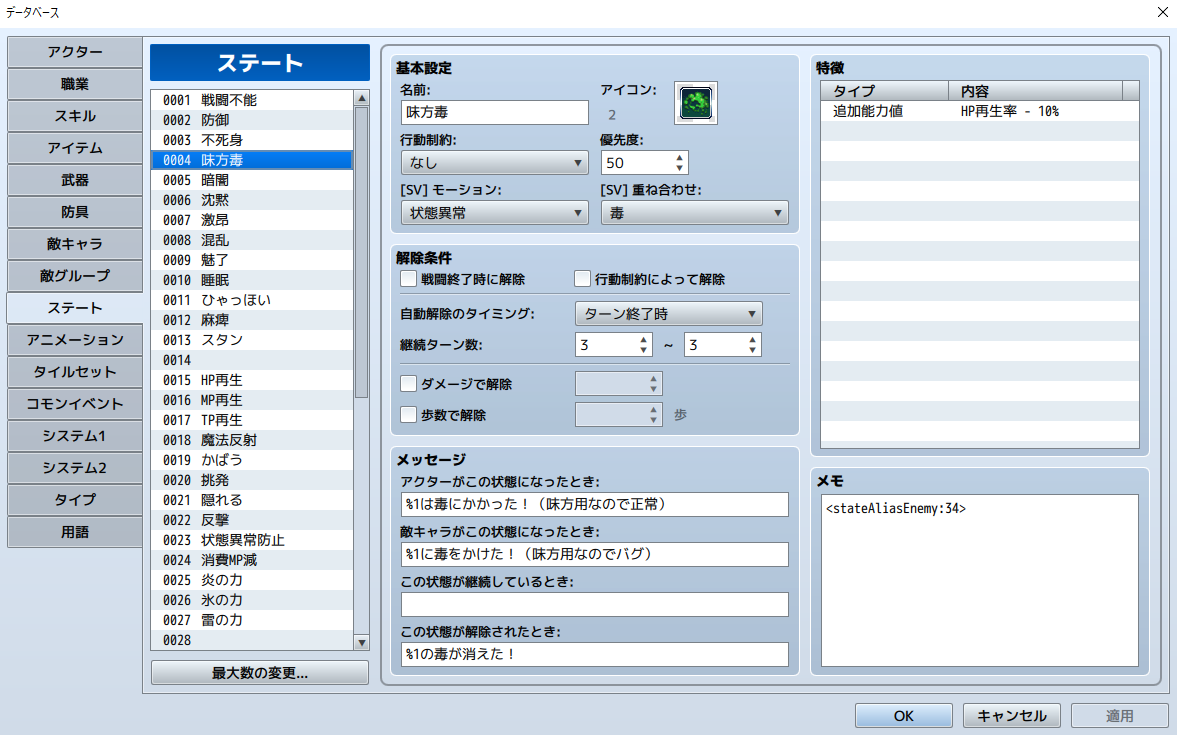 データベース
アクター
職業
スキル
アイテム
武器
防具
敵キャラ
敵グループ
ステート
アニメーション
タイルセット
コモンイベント
システム1
システム2
タイプ
用語
ステート
0001 戦闘不能
0002 防御
0003 不死身
0004 味方毒
0005 暗闇
0006 沈黙
0007 激昂
0008 混乱
0009 魅了
0010 睡眠
0011 ひゃっほい
0012 麻痺
0013 スタン
0014
0015 HP再生
0016 MP再生
0017 TP再生
0018 魔法反射
0019 かばう
0020 挑発
0021 隠れる
0022 反撃
0023 状態異常防止
0024 消費MP減
0025 炎の力
0026 氷の力
0027 雷の力
0028
最大数の変更...
基本設定
名前:
アイコン:
味方毒
2
行動制約:
優先度:
なし
50
[SV] モーション:
[SV] 重ね合わせ:
状態異常
毒
解除条件
戦闘終了時に解除
行動制約によって解除
自動解除のタイミング:
ターン終了時
継続ターン数:
3 ~ 3
ダメージで解除
歩数で解除
歩
メッセージ
アクターがこの状態になったとき:
%1は毒にかかった！（味方用なので正常）
敵キャラがこの状態になったとき:
%1に毒をかけた！（味方用なのでバグ）
この状態が継続しているとき:
この状態が解除されたとき:
%1の毒が消えた！
特徴
タイプ 内容
追加能力値 HP再生率 - 10%
メモ
<stateAliasEnemy:34>
OK
キャンセル
適用